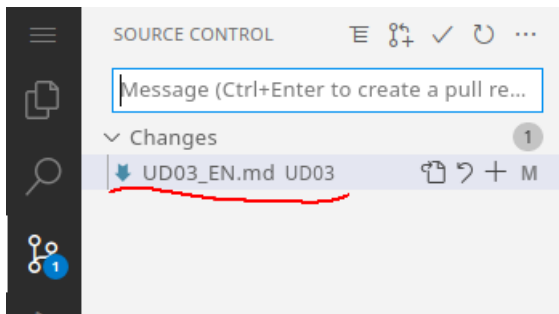 SOURCE CONTROL
Message (Ctrl+Enter to create a pull re...
Changes 1
UD03_EN.md UD03 M
1